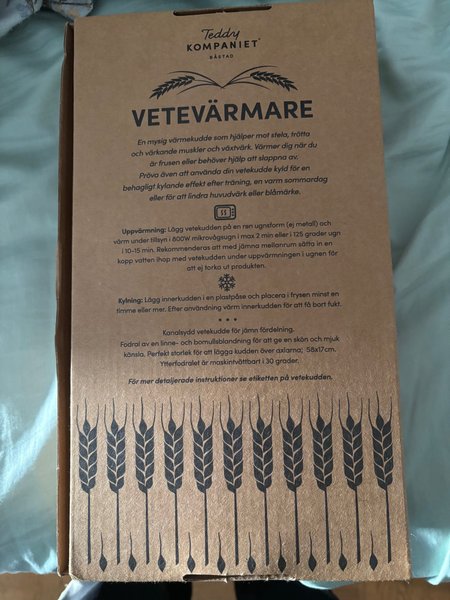 Teddy
KOMPANIET®
BÅSTAD
VETEVÄRMARE
En mysig värmekudde som hjälper mot stela, trötta
och värkande muskler och växtvärk. Värmer dig när du
är frusen eller behöver hjälp att slappna av.
Pröva även att använda din vetekudde kyld för en
behagligt kylande effekt efter träning, en varm sommardag
eller för att lindra huvudvärk eller blåmärke.
Uppvärmning: Lägg vetekudden på en ren ugnsform (ej metall) och
värm under tillsyn i 800W mikrovågsugn i max 2 min eller i 125 grader ugn
i 10-15 min. Rekommenderas att med jämna mellanrum sätta in en
kopp vatten ihop med vetekudden under uppvärmningen i ugnen för
att ej torka ut produkten.
Kylning: Lägg innerkudden i en plastpåse och placera i frysen minst en
timme eller mer. Efter användning värm innerkudden för att få bort fukt.
Kanalsydd vetekudde för jämn fördelning.
Fodral av en linne- och bomullsblandning för att ge en skön och mjuk
känsla. Perfekt storlek för att lägga kudden över axlarna; 58x17cm.
Ytterfodralet är maskintvättbart i 30 grader.
För mer detaljerade instruktioner se etiketten på vetekudden.